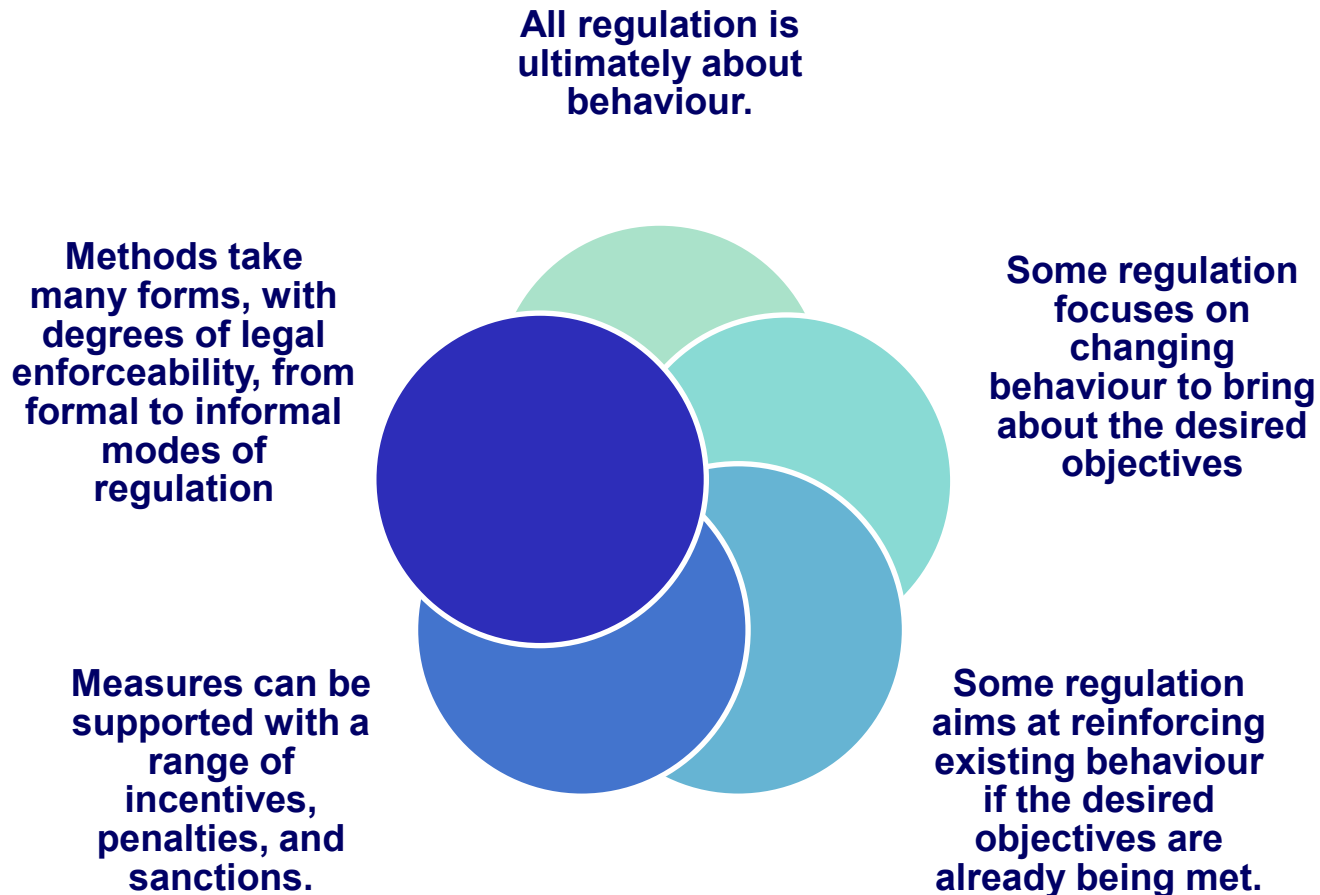 All regulation is
ultimately about
behaviour.
Some regulation
focuses on
changing
behaviour to bring
about the desired
objectives
Some regulation
aims at reinforcing
existing behaviour
if the desired
objectives are
already being met.
Measures can be
supported with a
range of
incentives,
penalties, and
sanctions.
Methods take
many forms, with
degrees of legal
enforceability, from
formal to informal
modes of
regulation